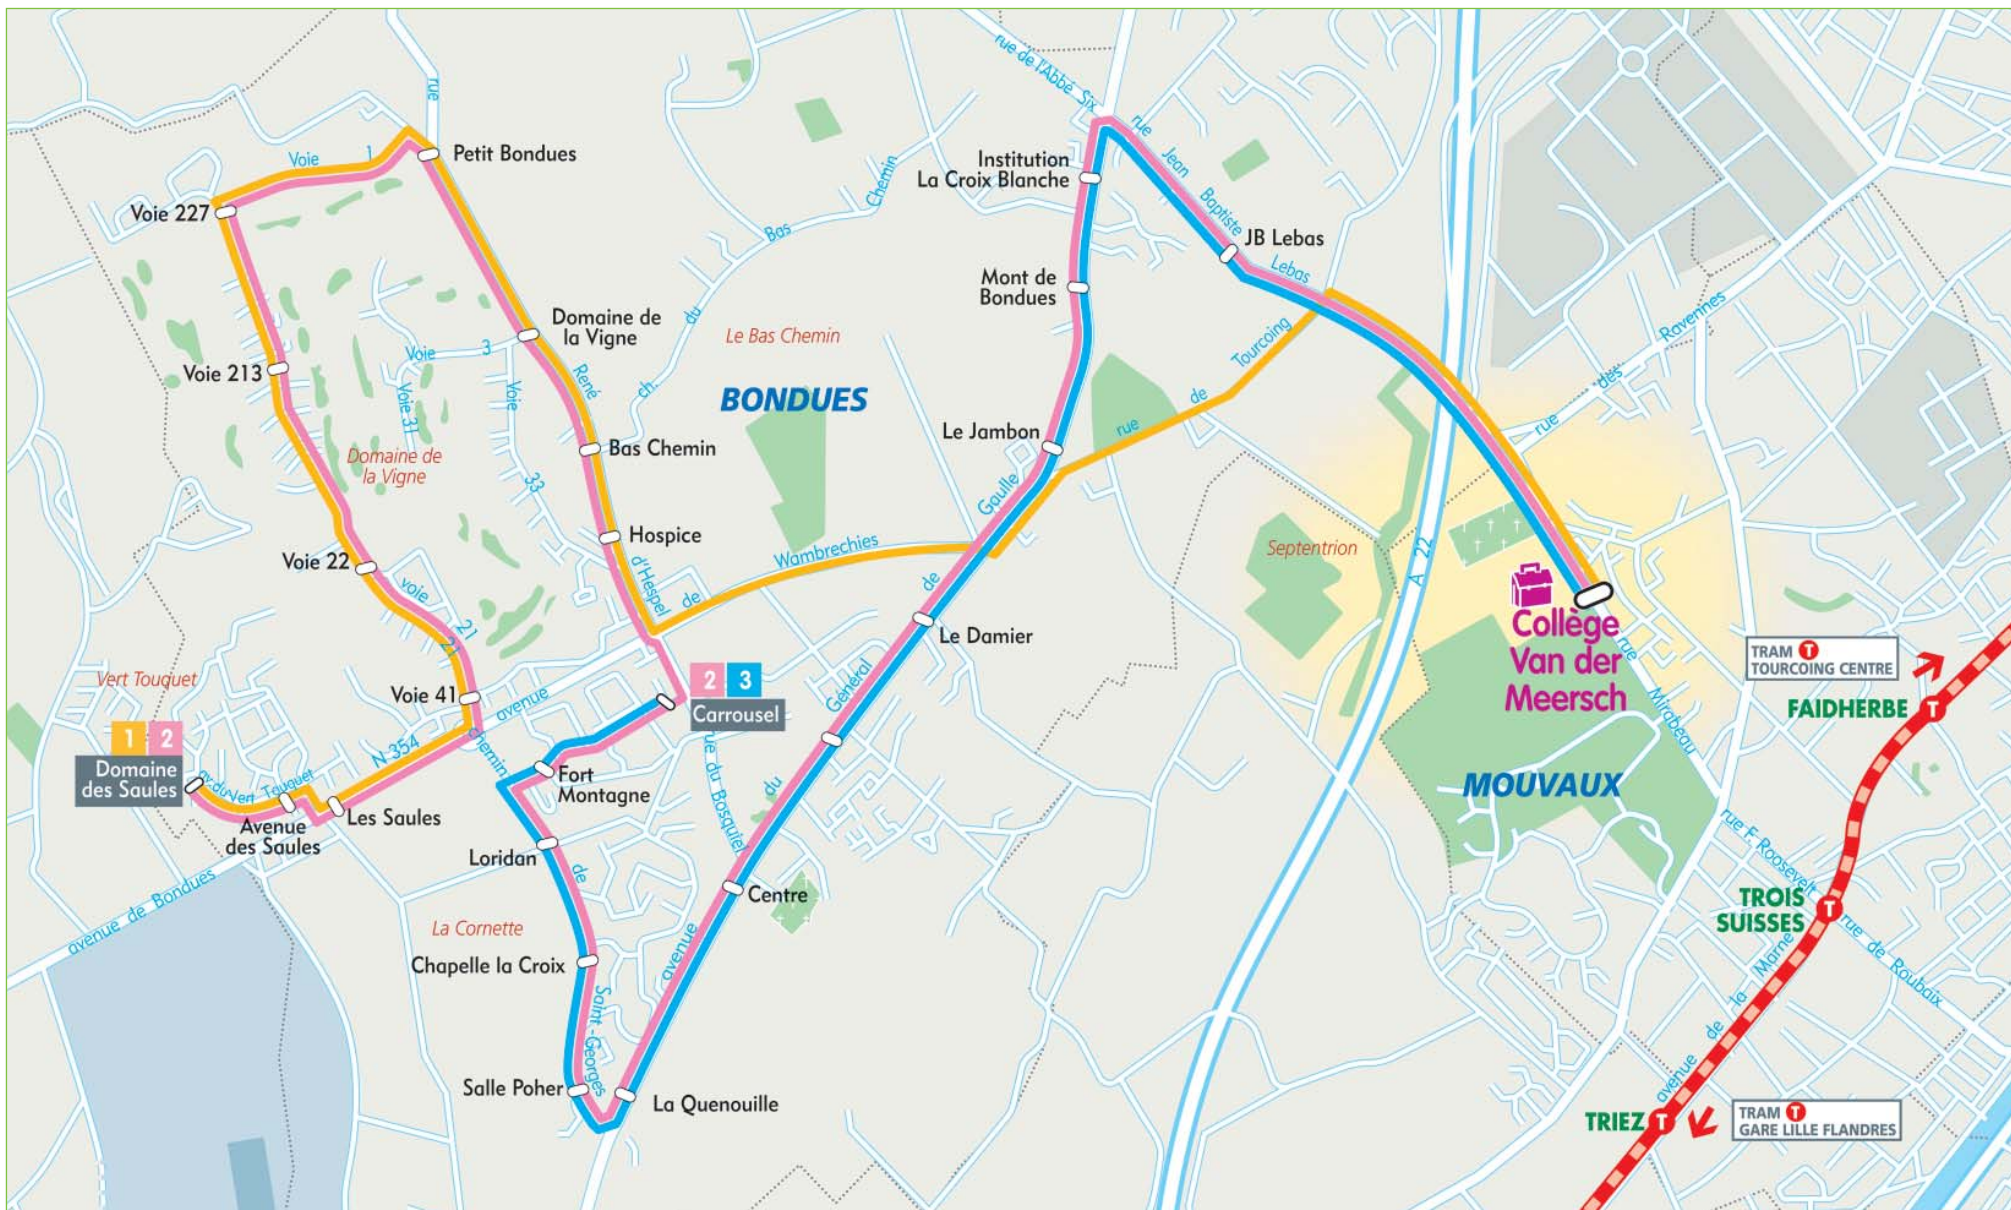 rue
Voie 1
Petit Bondues
Voie 227
Voie 213
Voie 22
Voie 41
Domaine de
la Vigne
Voie 3
Voie 31
Voie
33
Domaine de
la Vigne
René
d'Hespel
Bas Chemin
ch. du Bas Chemin
Hospice
Le Bas Chemin
BONDUES
rue de l'Abbé Six
rue Jean Baptiste Lebas
Institution
La Croix Blanche
JB Lebas
Mont de
Bondues
Le Jambon
rue de Tourcoing
de Wambrechies
avenue du Général de Gaulle
Le Damier
voie 21
21
avenue
N 354
chemin de Saint-Georges
Vert Touquet
1 2
Domaine
des Saules
av.du Vert Touquet
Avenue
des Saules
Les Saules
avenue de Bondues
2 3
Carrousel
rue du Bosquiel
Fort
Montagne
Loridan
La Cornette
Chapelle la Croix
Salle Poher
La Quenouille
Centre
A 22
Septentrion
rue des Ravennes
Collège
Van der
Meersch
rue Mirabeau
MOUVAUX
TRAM T
TOURCOING CENTRE
FAIDHERBE T
rue F. Roosevelt
TROIS
SUISSES T
rue de Roubaix
avenue de la Marne
TRIEZ T
TRAM T
GARE LILLE FLANDRES